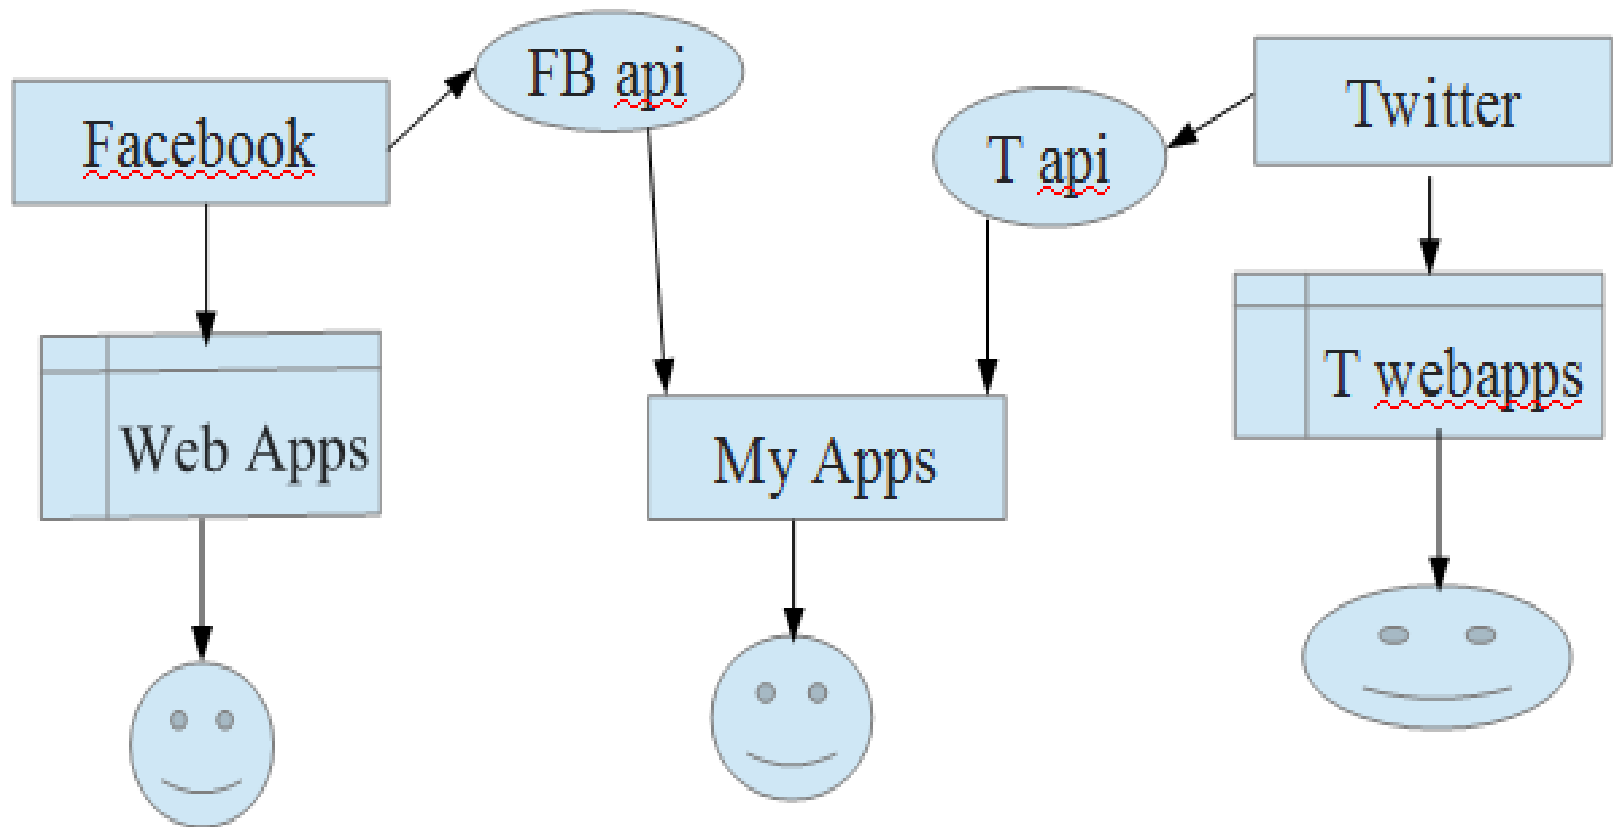 FB api
Twitter
Facebook
T api
T webapps
Web Apps
My Apps